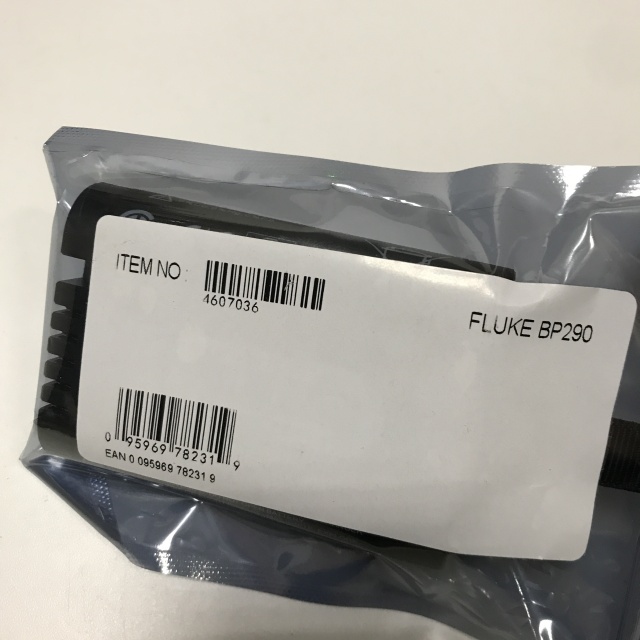 ITEM NO :
4607036
FLUKE BP290
0 95969 78231 9
EAN 0 095969 78231 9